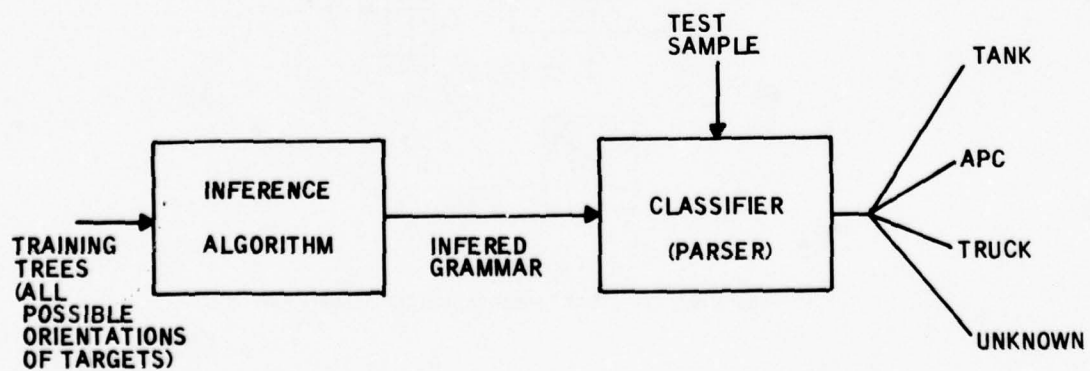 TRAINING
TREES
(ALL
POSSIBLE
ORIENTATIONS
OF TARGETS)
INFERENCE
ALGORITHM
INFERED
GRAMMAR
TEST
SAMPLE
CLASSIFIER
(PARSER)
TANK
APC
TRUCK
UNKNOWN